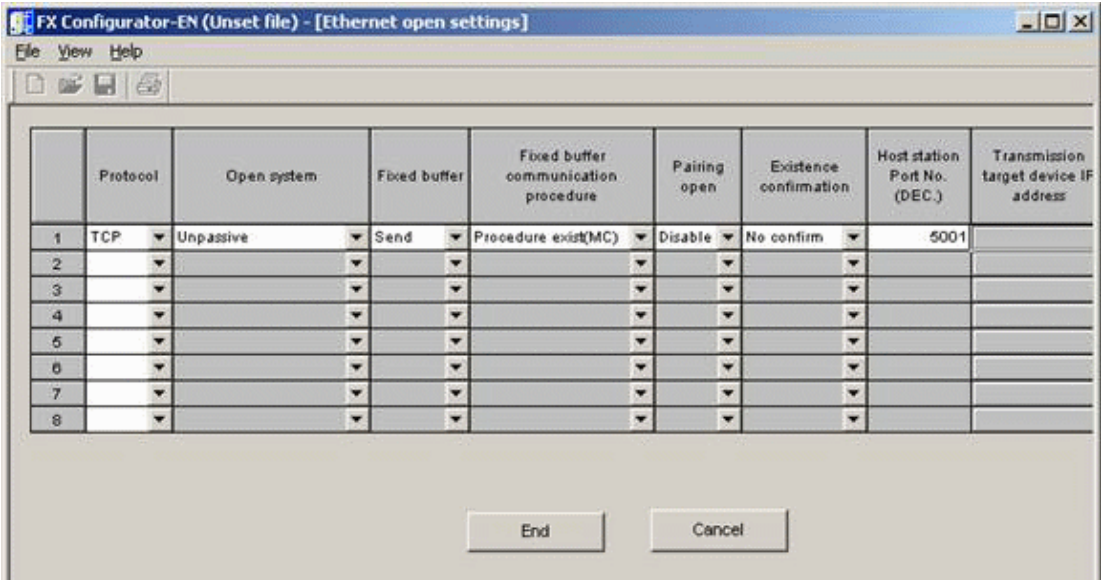 FX Configurator-EN (Unset file) - [Ethernet open settings]
File View Help
Protocol
Open system
Fixed buffer
Fixed buffer
communication
procedure
Pairing
open
Existence
confirmation
Host station
Port No.
(DEC.)
Transmission
target device IP
address
1 TCP Unpassive Send Procedure exist(MC) Disable No confirm 5001
2
3
4
5
6
7
8
End Cancel